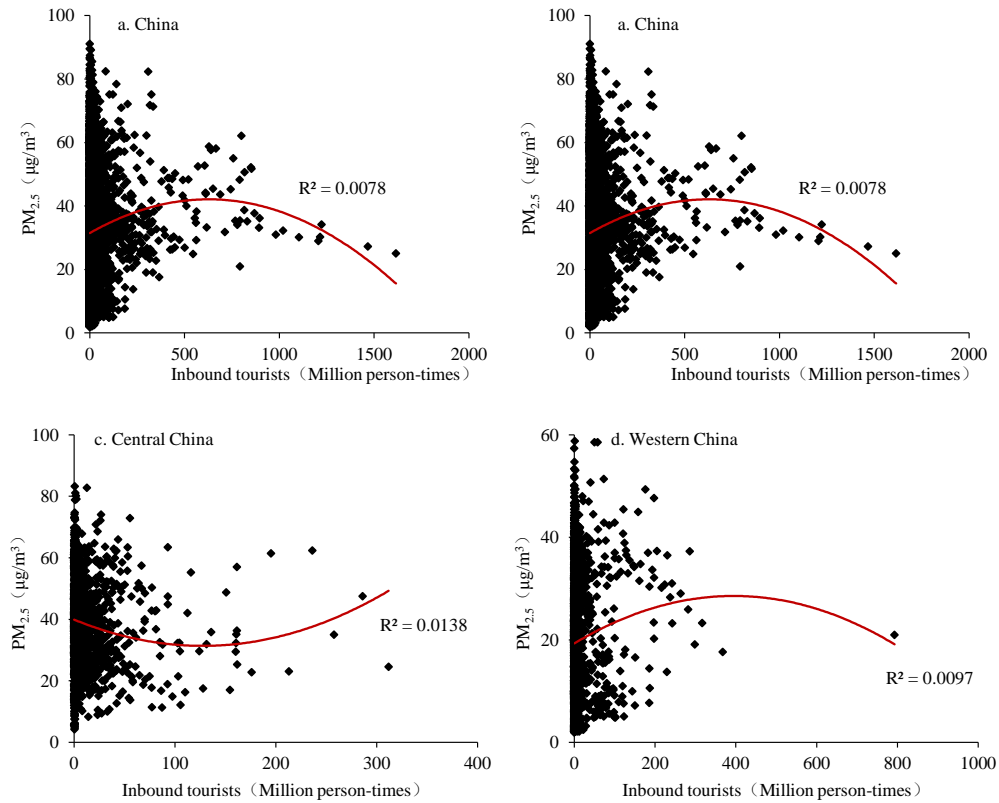 a. China
100
80
60
40
20
0
PM2.5（μg/m³）
R² = 0.0078
0 500 1000 1500 2000
Inbound tourists（Million person-times）
a. China
100
80
60
40
20
0
PM2.5（μg/m³）
R² = 0.0078
0 500 1000 1500 2000
Inbound tourists（Million person-times）
c. Central China
100
80
60
40
20
0
PM2.5（μg/m³）
R² = 0.0138
0 100 200 300 400
Inbound tourists（Million person-times）
d. Western China
60
40
20
0
PM2.5（μg/m³）
R² = 0.0097
0 200 400 600 800 1000
Inbound tourists（Million person-times）